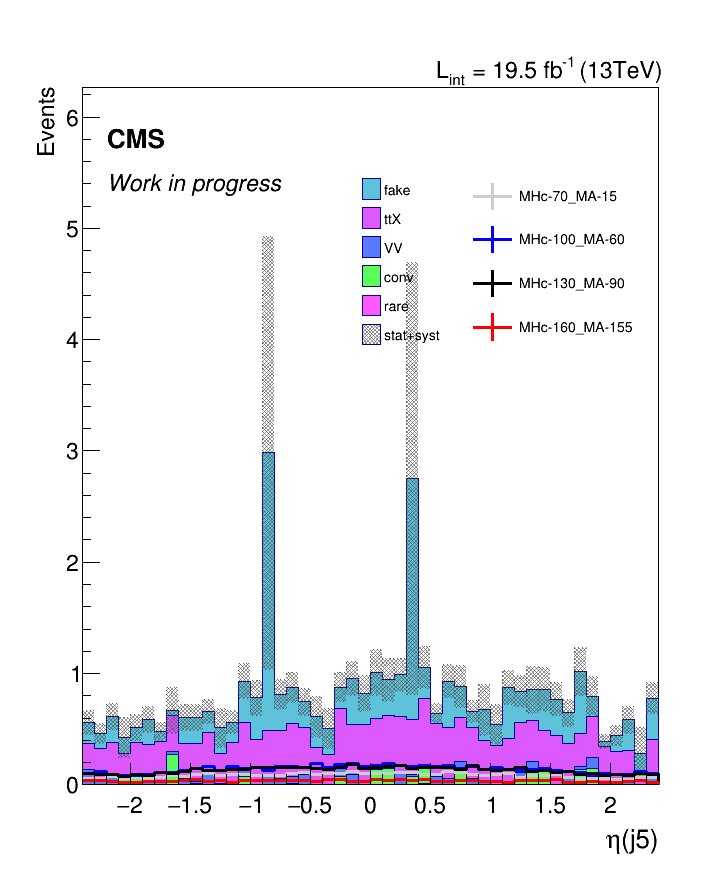 L_int = 19.5 fb^-1 (13TeV)
Events
CMS
Work in progress
fake
ttX
VV
conv
rare
stat+syst
MHc-70_MA-15
MHc-100_MA-60
MHc-130_MA-90
MHc-160_MA-155
6
5
4
3
2
1
0
−2 −1.5 −1 −0.5 0 0.5 1 1.5 2
η(j5)